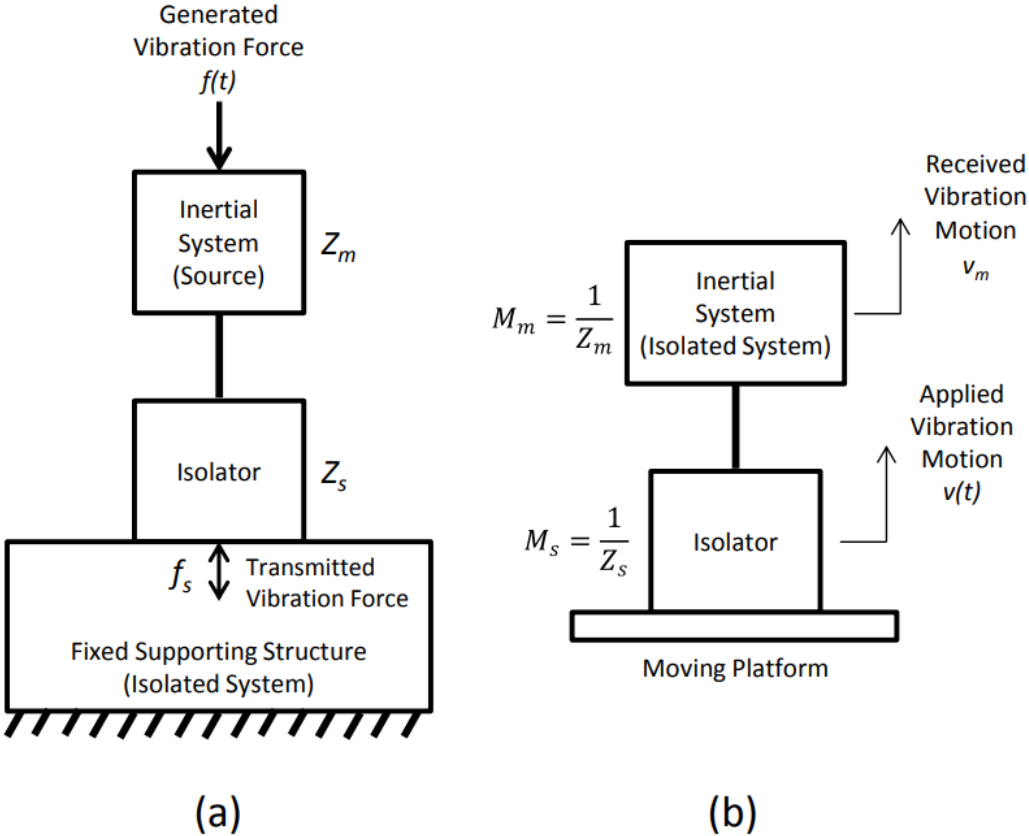 Generated
Vibration Force
f(t)
Inertial
System
(Source)
Z_m
Isolator
Z_s
f_s
Transmitted
Vibration Force
Fixed Supporting Structure
(Isolated System)
(a)
Received
Vibration
Motion
v_m
Inertial
System
(Isolated System)
M_m = 1/Z_m
Applied
Vibration
Motion
v(t)
Isolator
M_s = 1/Z_s
Moving Platform
(b)